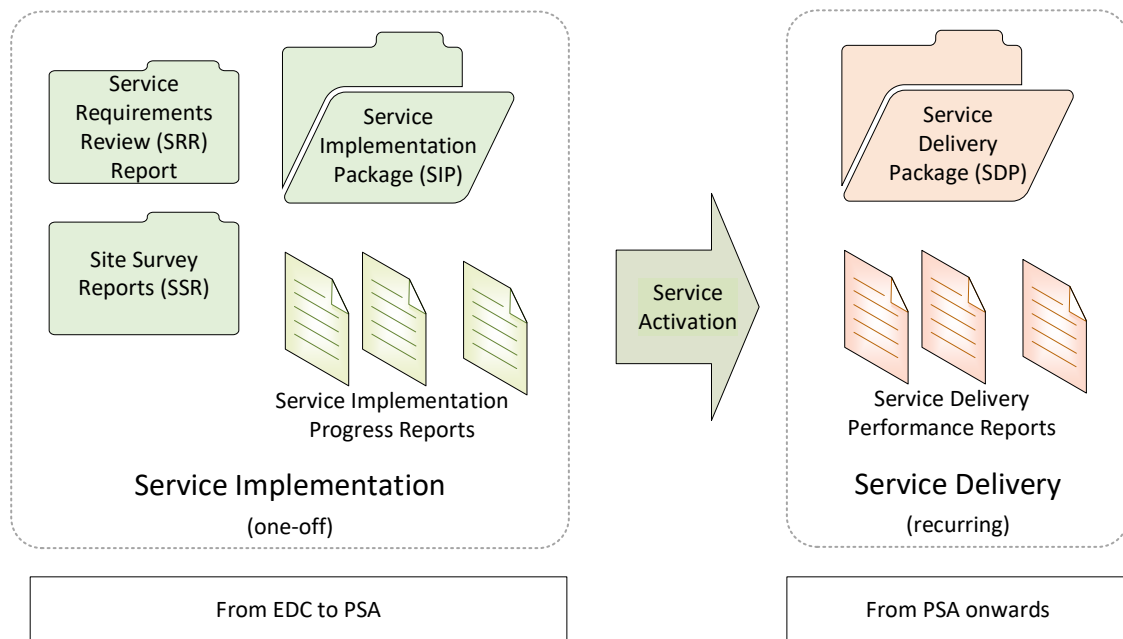 Service
Requirements
Review (SRR)
Report
Service
Implementation
Package (SIP)
Site Survey
Reports (SSR)
Service Implementation
Progress Reports
Service Implementation
(one-off)
From EDC to PSA
Service
Activation
Service
Delivery
Package (SDP)
Service Delivery
Performance Reports
Service Delivery
(recurring)
From PSA onwards